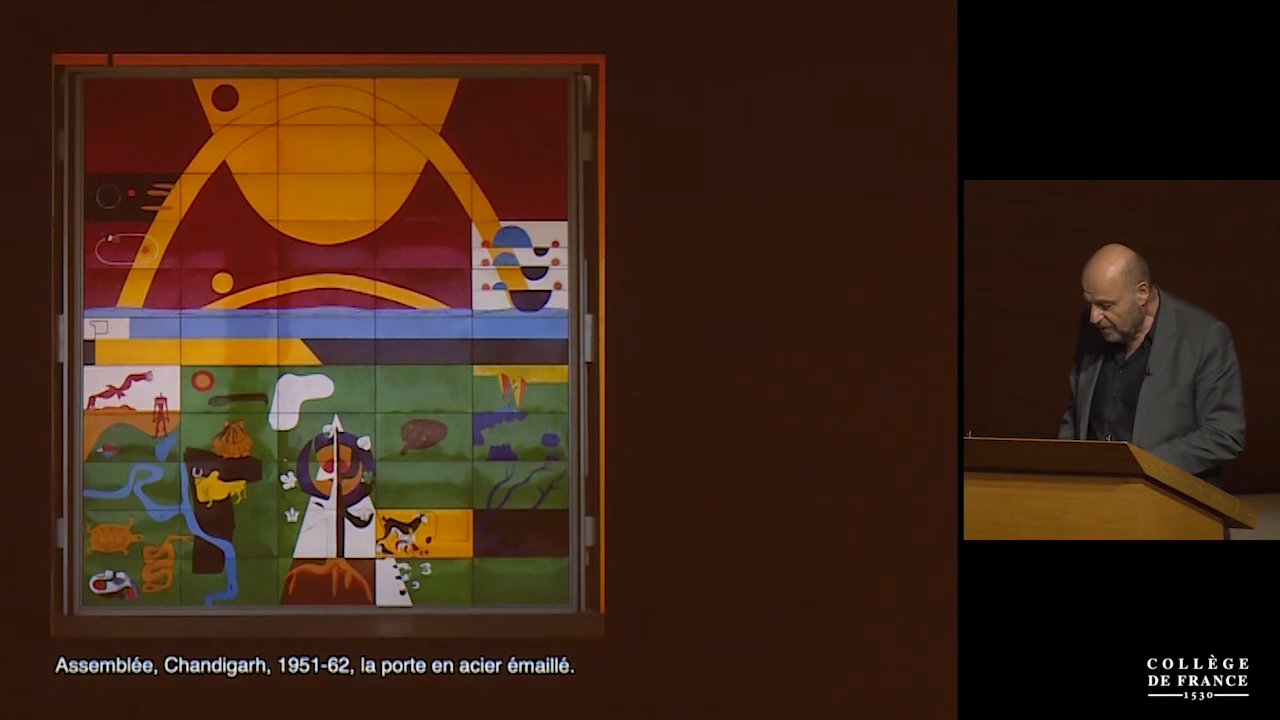 Assemblée, Chandigarh, 1951-62, la porte en acier émaillé.
COLLÈGE
DE FRANCE
1530